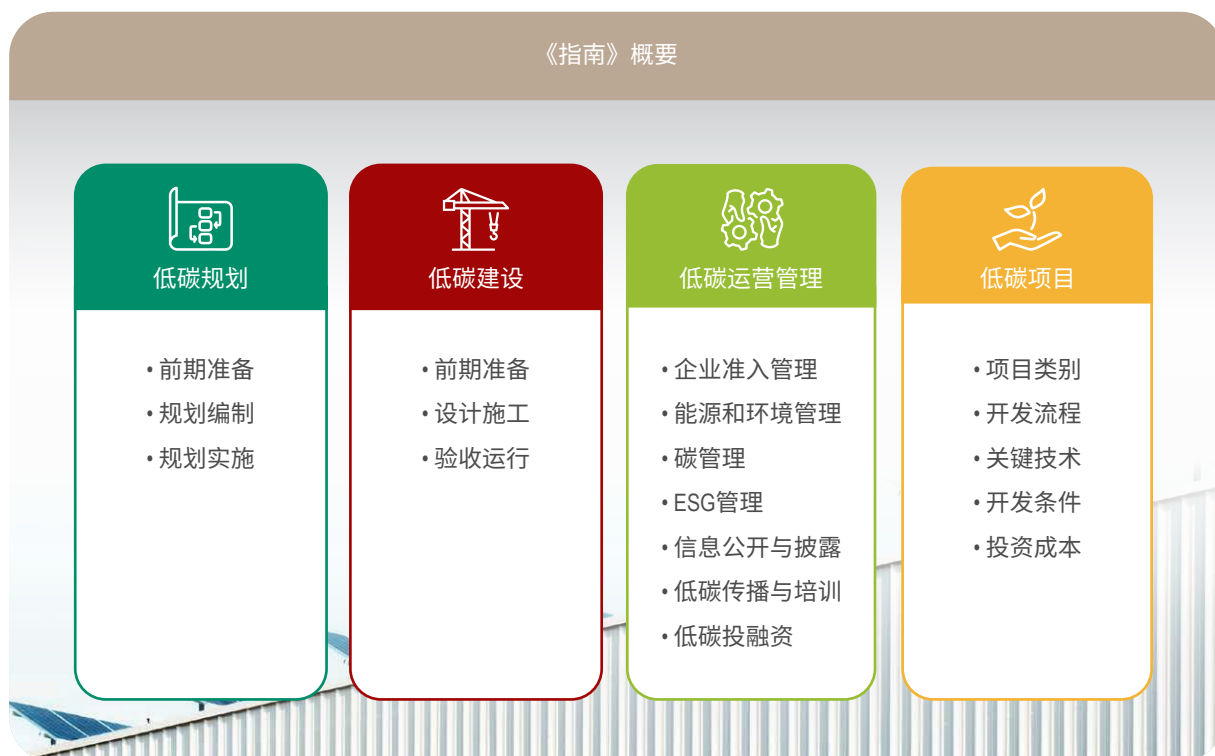 《指南》概要
低碳规划
• 前期准备
• 规划编制
• 规划实施
低碳建设
• 前期准备
• 设计施工
• 验收运行
低碳运营管理
• 企业准入管理
• 能源和环境管理
• 碳管理
• ESG管理
• 信息公开与披露
• 低碳传播与培训
• 低碳投融资
低碳项目
• 项目类别
• 开发流程
• 关键技术
• 开发条件
• 投资成本